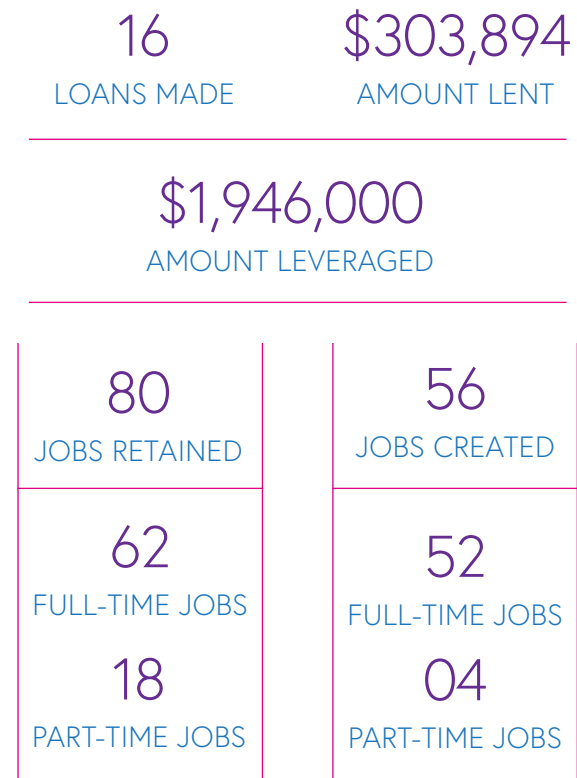 16
LOANS MADE
$303,894
AMOUNT LENT
$1,946,000
AMOUNT LEVERAGED
80
JOBS RETAINED
62
FULL-TIME JOBS
18
PART-TIME JOBS
56
JOBS CREATED
52
FULL-TIME JOBS
04
PART-TIME JOBS